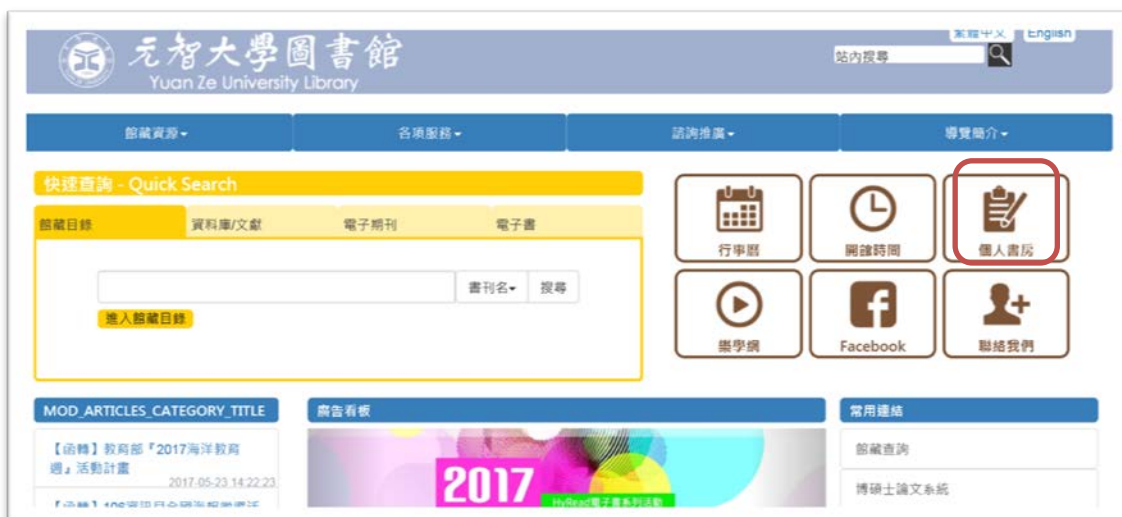 元智大學圖書館
Yuan Ze University Library
繁體中文 English
站內搜尋
館藏資源 各項服務 諮詢推廣 導覽簡介
快速查詢 - Quick Search
館藏目錄 資料庫/文獻 電子期刊 電子書
書刊名 搜尋
進入館藏目錄
行事曆 開館時間 個人書房
樂學網 Facebook 聯絡我們
MOD_ARTICLES_CATEGORY_TITLE
【函轉】教育部『2017海洋教育
週』活動計畫
2017-05-23 14:22:23
廣告看板
2017
HyRead電子書系列活動
常用連結
館藏查詢
博碩士論文系統